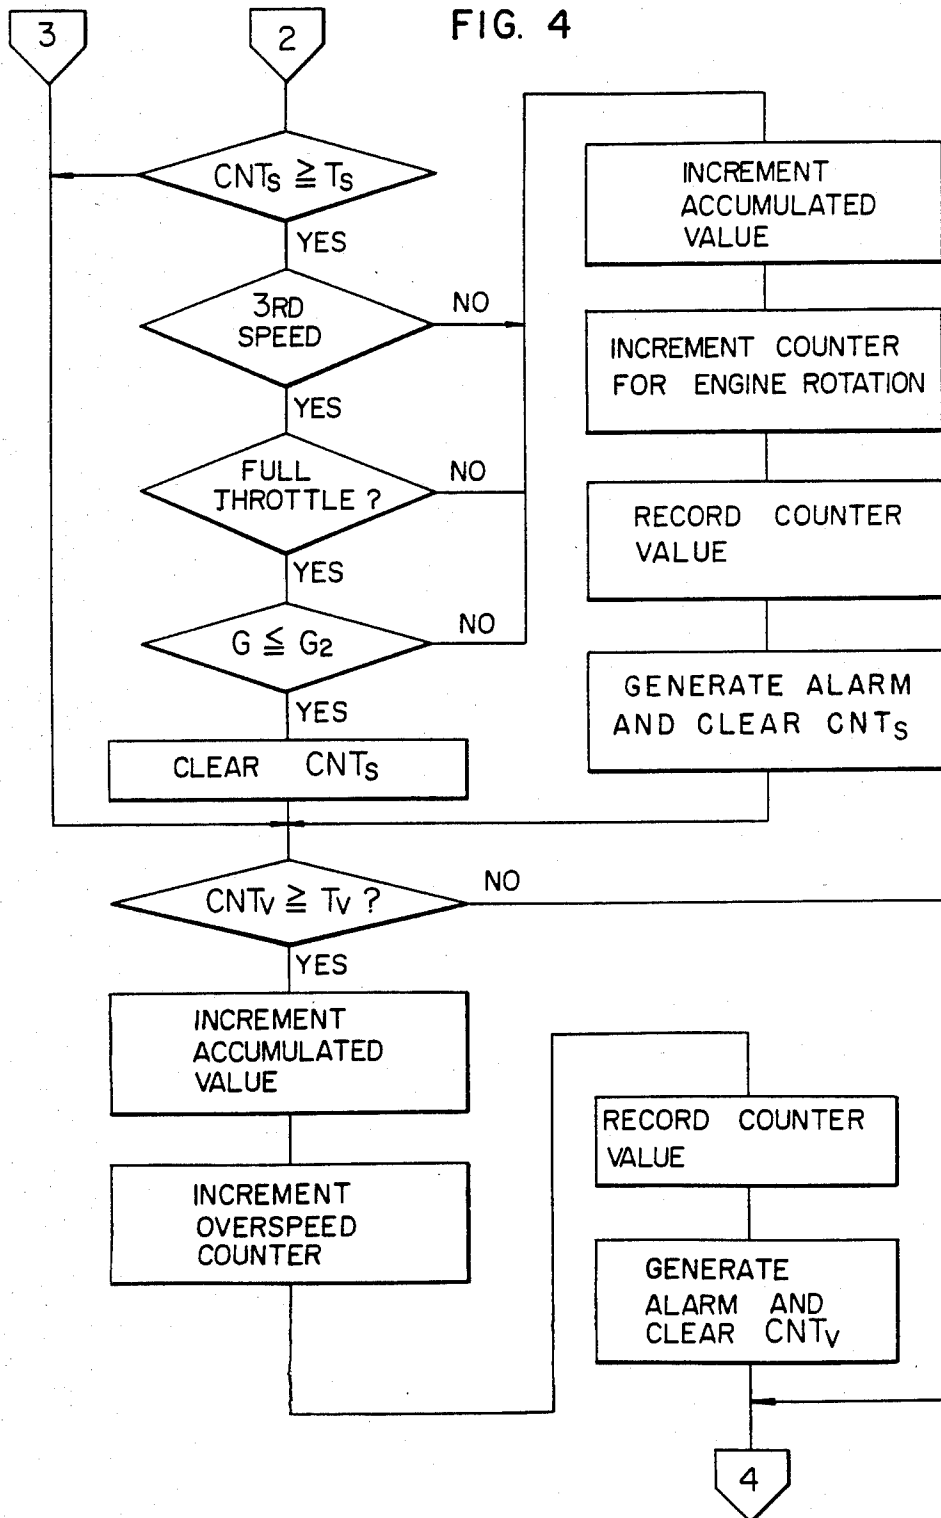 FIG. 4
3
2
CNTS ≧ TS
YES
3RD
SPEED
NO
YES
FULL
THROTTLE ?
NO
YES
G ≦ G2
NO
YES
CLEAR CNTS
INCREMENT
ACCUMULATED
VALUE
INCREMENT COUNTER
FOR ENGINE ROTATION
RECORD COUNTER
VALUE
GENERATE ALARM
AND CLEAR CNTS
CNTV ≧ TV ?
NO
YES
INCREMENT
ACCUMULATED
VALUE
INCREMENT
OVERSPEED
COUNTER
RECORD COUNTER
VALUE
GENERATE
ALARM AND
CLEAR CNTV
4